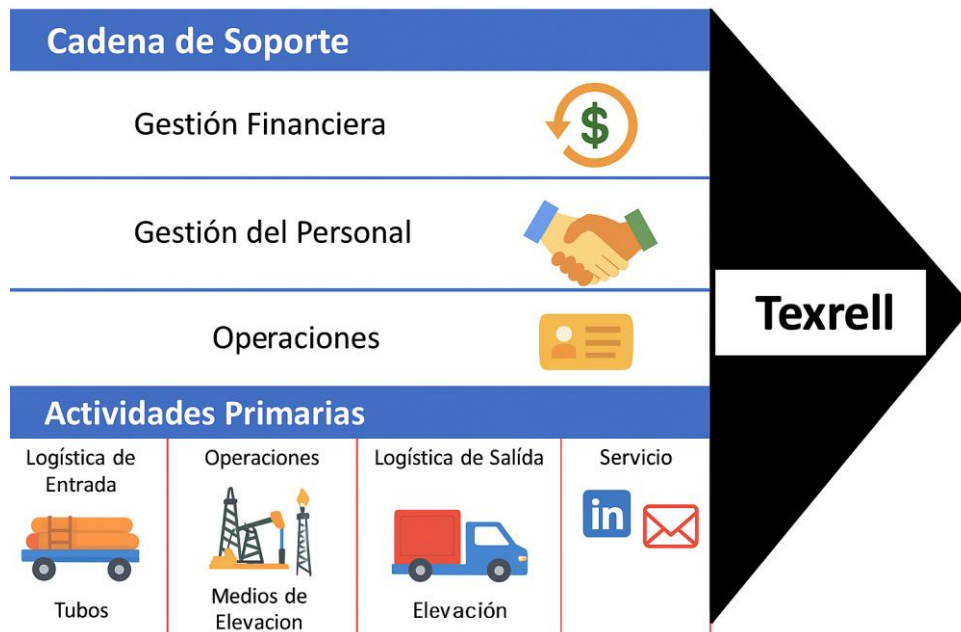 Cadena de Soporte
Gestión Financiera
$
Gestión del Personal
Operaciones
Texrell
Actividades Primarias
Logística de
Entrada
Tubos
Operaciones
Medios de
Elevacion
Logística de Salída
Elevación
Servicio
in